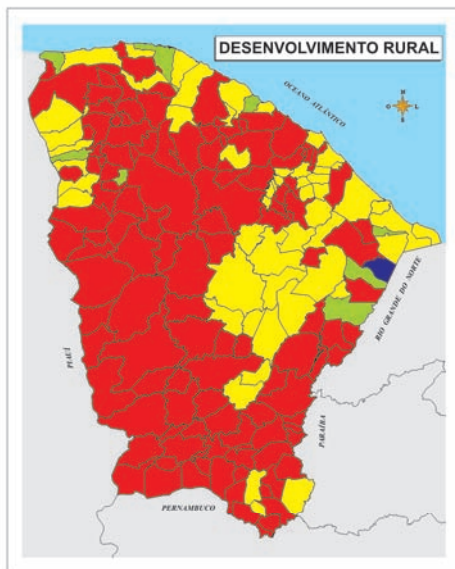 DESENVOLVIMENTO RURAL
OCEANO ATLÂNTICO
N
O L
S
RIO GRANDE DO NORTE
PIAUÍ
PARAÍBA
PERNAMBUCO